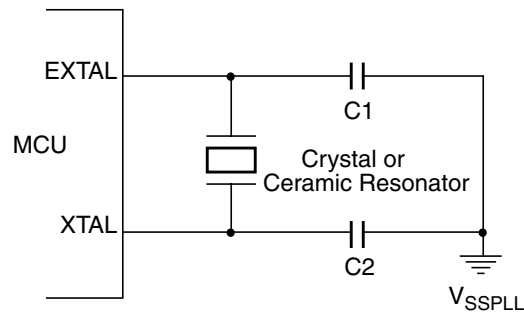 EXTAL
C1
MCU
Crystal or
Ceramic Resonator
XTAL
C2
VSSPLL